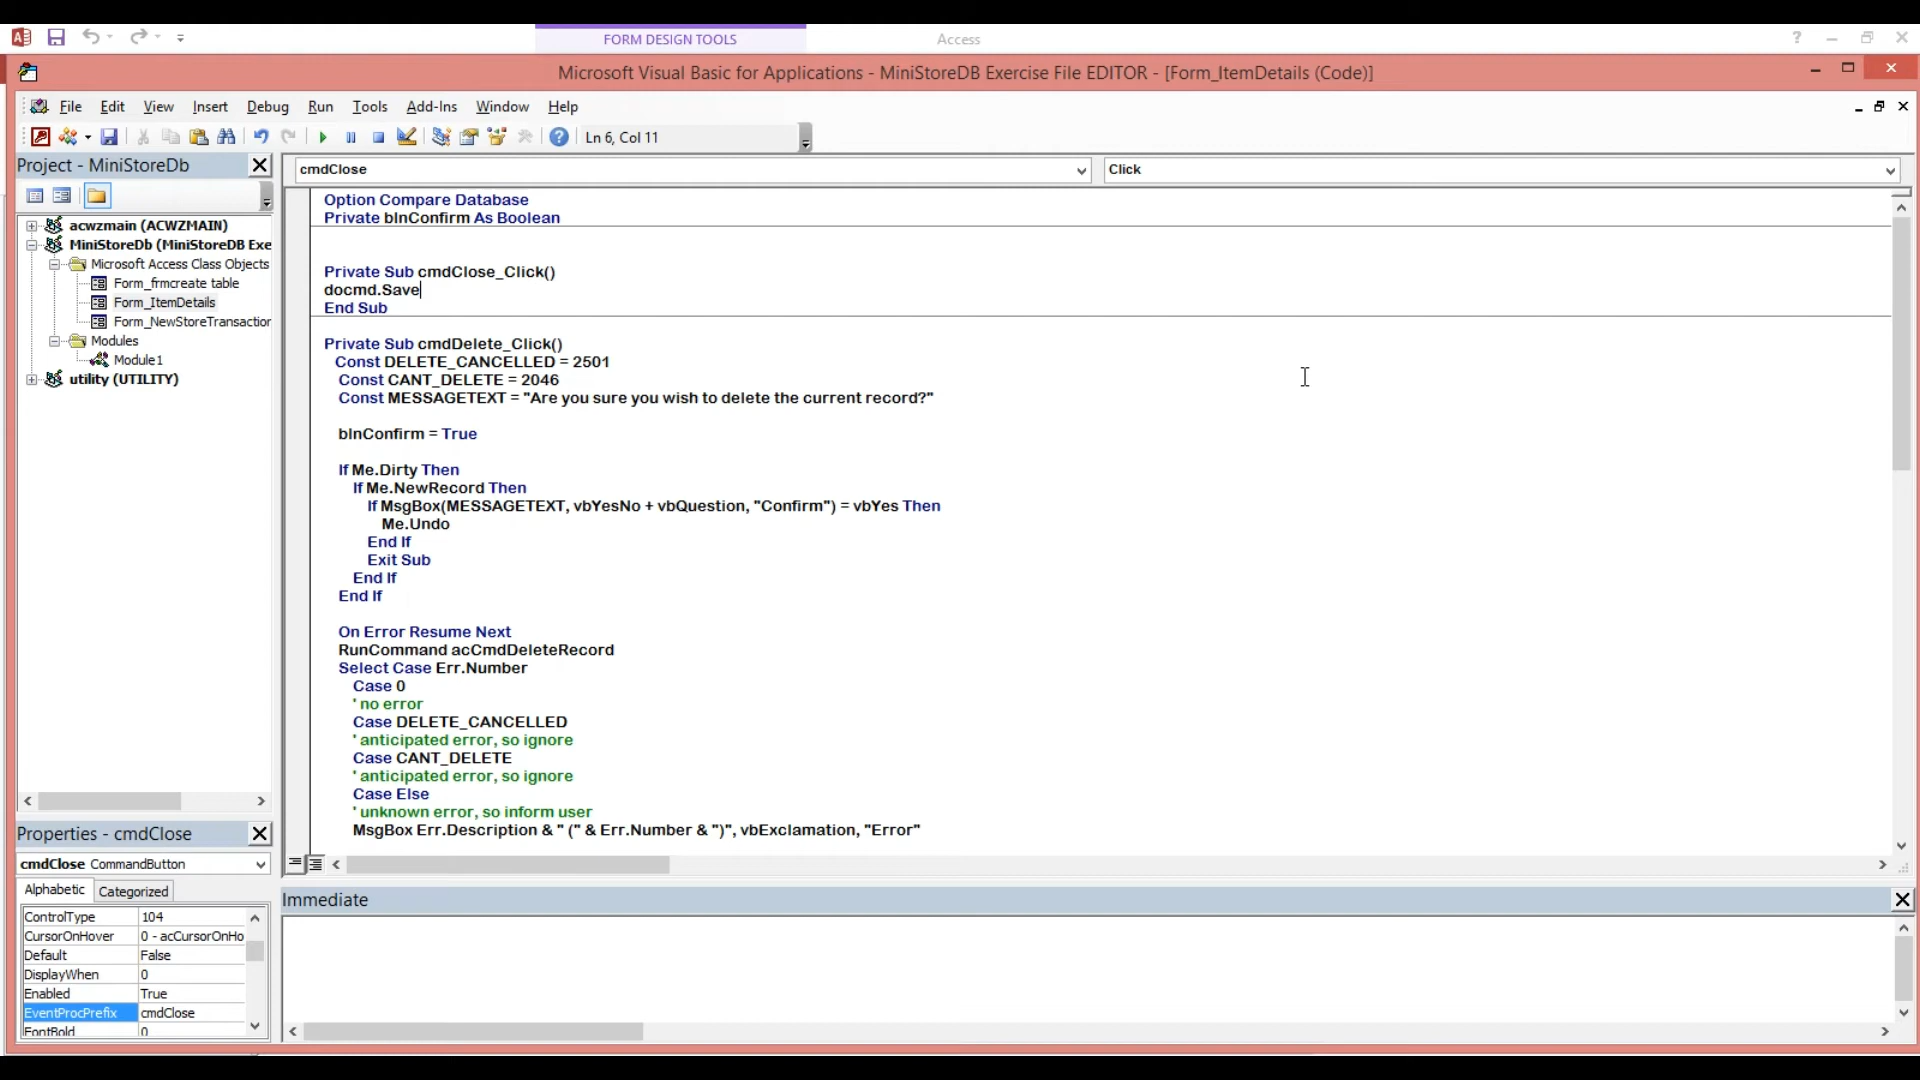 FORM DESIGN TOOLS
Access
Microsoft Visual Basic for Applications - MiniStoreDB Exercise File EDITOR - [Form_ItemDetails (Code)]
File Edit View Insert Debug Run Tools Add-Ins Window Help
Ln 6, Col 11
Project - MiniStoreDb
acwzmain (ACWZMAIN)
MiniStoreDb (MiniStoreDB Exe
Microsoft Access Class Objects
Form_frmcreate table
Form_ItemDetails
Form_NewStoreTransaction
Modules
Module1
utility (UTILITY)
cmdClose
Click
Option Compare Database
Private blnConfirm As Boolean
Private Sub cmdClose_Click()
docmd.Save
End Sub
Private Sub cmdDelete_Click()
Const DELETE_CANCELLED = 2501
Const CANT_DELETE = 2046
Const MESSAGETEXT = "Are you sure you wish to delete the current record?"
blnConfirm = True
If Me.Dirty Then
If Me.NewRecord Then
If MsgBox(MESSAGETEXT, vbYesNo + vbQuestion, "Confirm") = vbYes Then
Me.Undo
End If
Exit Sub
End If
End If
On Error Resume Next
RunCommand acCmdDeleteRecord
Select Case Err.Number
Case 0
' no error
Case DELETE_CANCELLED
' anticipated error, so ignore
Case CANT_DELETE
' anticipated error, so ignore
Case Else
' unknown error, so inform user
MsgBox Err.Description & " (" & Err.Number & ")", vbExclamation, "Error"
Properties - cmdClose
cmdClose CommandButton
Alphabetic Categorized
ControlType 104
CursorOnHover 0 - acCursorOnHo
Default False
DisplayWhen 0
Enabled True
EventProcPrefix cmdClose
FontBold 0
Immediate